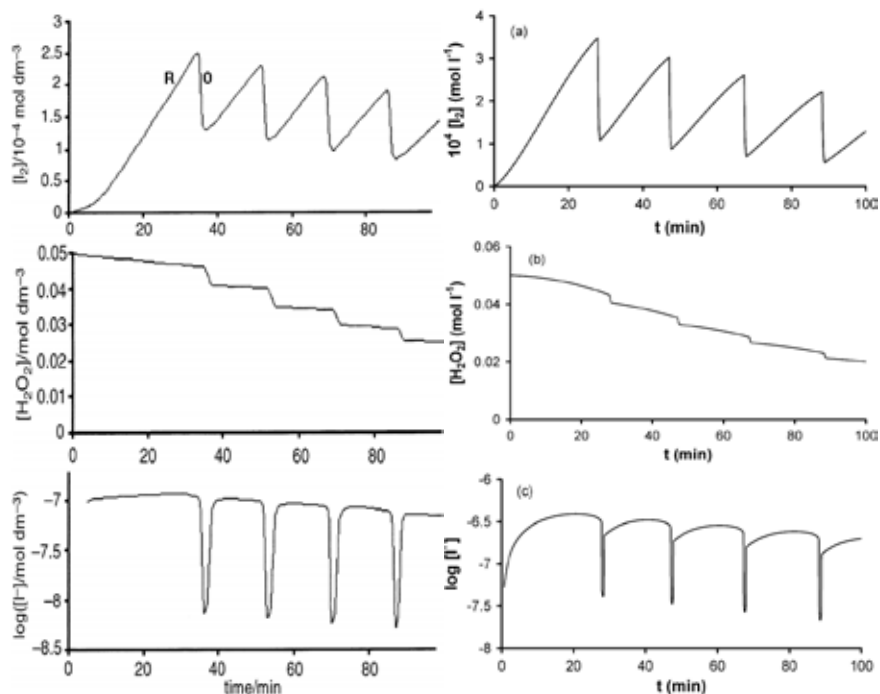 3
2.5
2
1.5
1
0.5
0
[I₂]/10⁻⁴ mol dm⁻³
R O
0 20 40 60 80
4
3
2
1
0
10⁴ [I₂] (mol l⁻¹)
(a)
0 20 40 60 80 100
t (min)
0.05
0.04
0.03
0.02
0.01
0
[H₂O₂]/mol dm⁻³
0 20 40 60 80
0.06
0.04
0.02
0
[H₂O₂] (mol l⁻¹)
(b)
0 20 40 60 80 100
t (min)
−7
−7.5
−8
−8.5
log([I⁻]/mol dm⁻³)
0 20 40 60 80
time/min
-6
-6.5
-7
-7.5
-8
log [I⁻]
(c)
0 20 40 60 80 100
t (min)